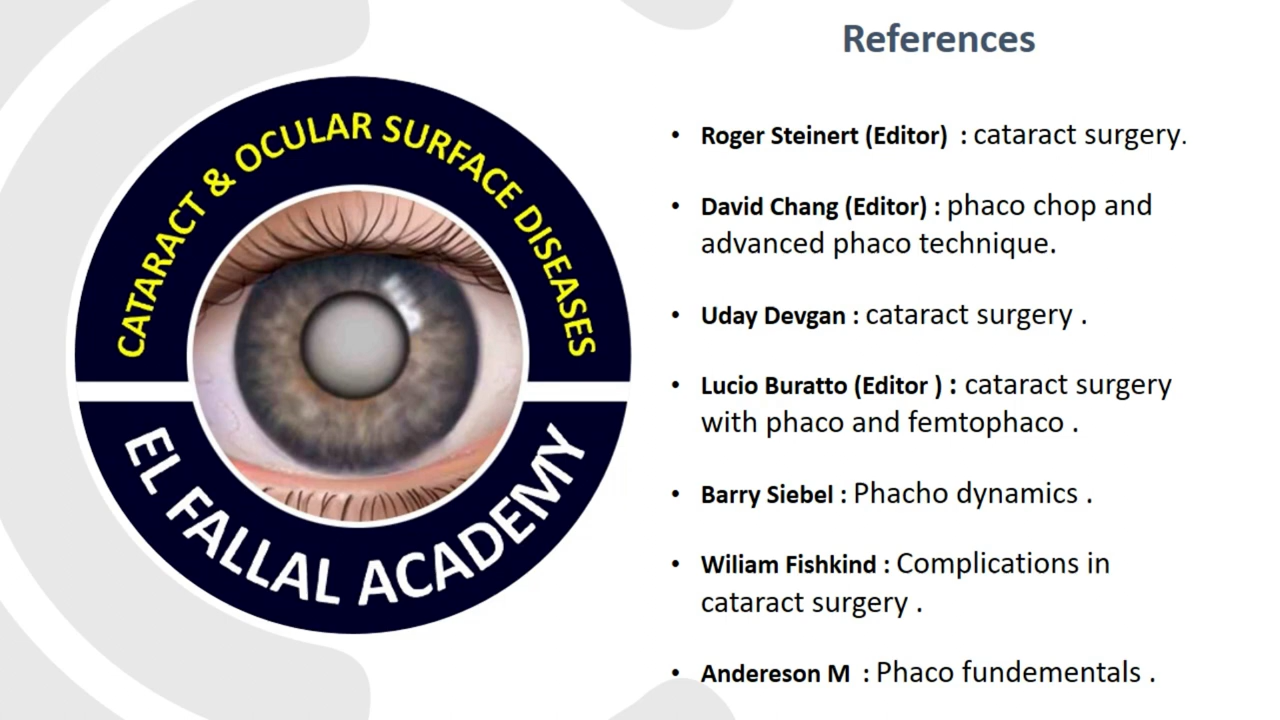 CATARACT & OCULAR SURFACE DISEASES
EL FALLAL ACADEMY
References
• Roger Steinert (Editor) : cataract surgery.
• David Chang (Editor) : phaco chop and
advanced phaco technique.
• Uday Devgan : cataract surgery .
• Lucio Buratto (Editor ) : cataract surgery
with phaco and femtophaco .
• Barry Siebel : Phacho dynamics .
• Wiliam Fishkind : Complications in
cataract surgery .
• Andereson M : Phaco fundementals .